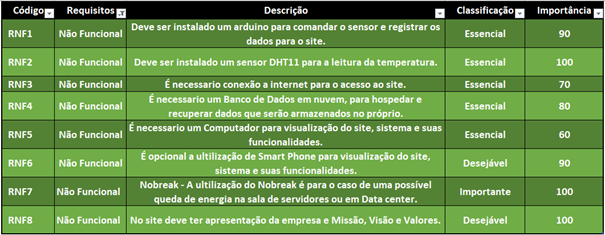 Código Requisitos Descrição Classificação Importância
RNF1 Não Funcional Deve ser instalado um arduino para comandar o sensor e registrar os
dados para o site. Essencial 90
RNF2 Não Funcional Deve ser instalado um sensor DHT11 para a leitura da temperatura. Essencial 100
RNF3 Não Funcional É necessario conexão a internet para o acesso ao site. Essencial 70
RNF4 Não Funcional É necessario um Banco de Dados em nuvem, para hospedar e
recuperar dados que serão armazenados no próprio. Essencial 80
RNF5 Não Funcional É necessario um Computador para visualização do site, sistema e suas
funcionalidades. Essencial 60
RNF6 Não Funcional É opcional a ultilização de Smart Phone para visualização do site,
sistema e suas funcionalidades. Desejável 90
RNF7 Não Funcional Nobreak - A ultilização do Nobreak é para o caso de uma possível
queda de energia na sala de servidores ou em Data center. Importante 100
RNF8 Não Funcional No site deve ter apresentação da empresa e Missão, Visão e Valores. Desejável 100